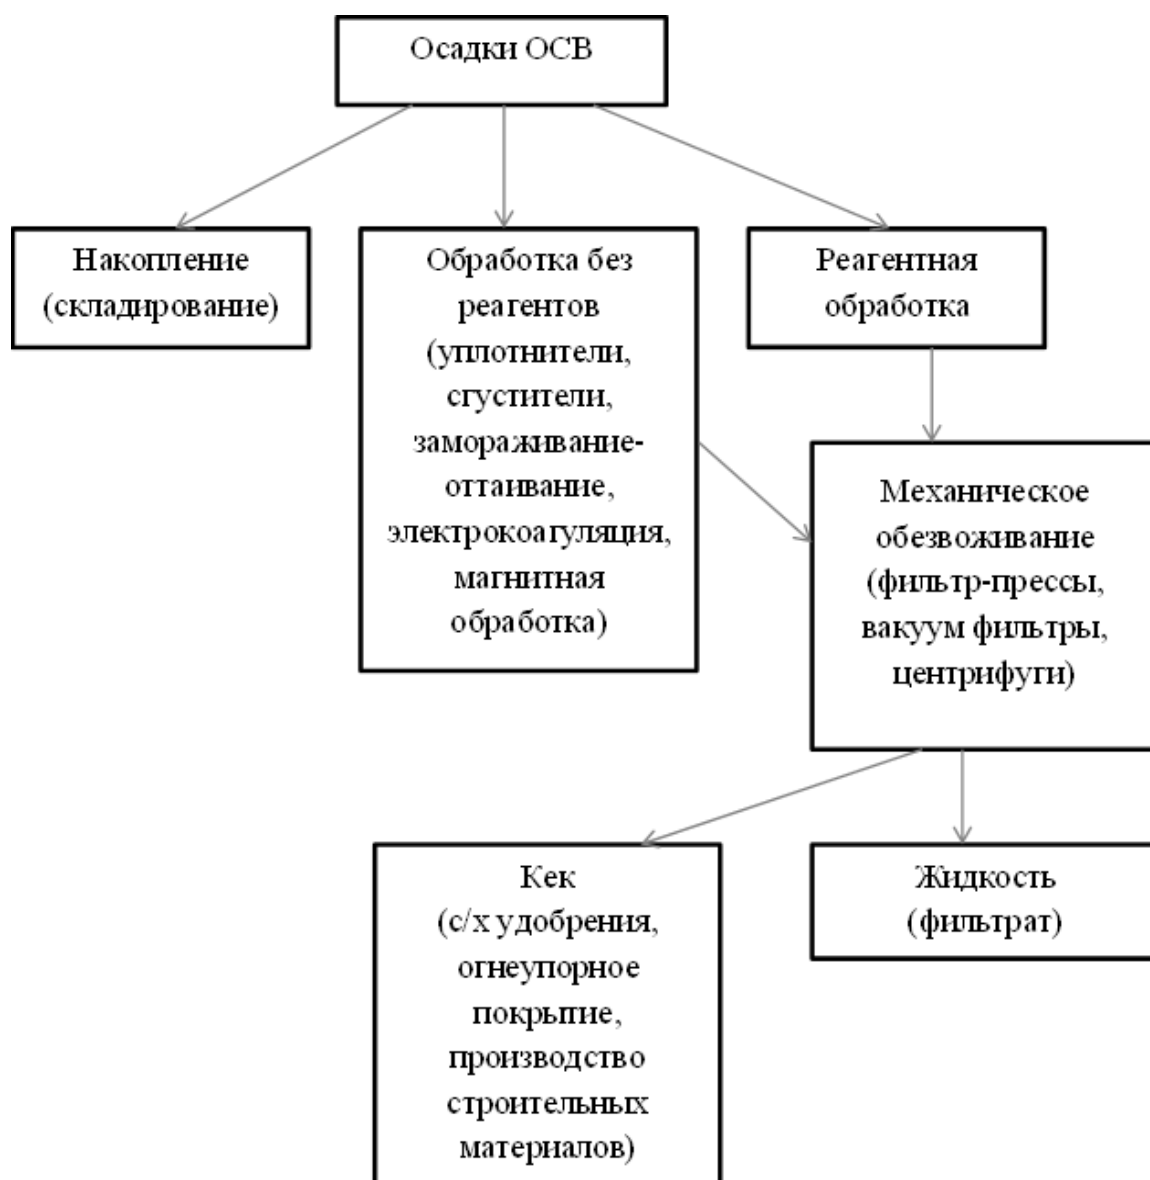 Осадки ОСВ
Накопление
(складирование)
Обработка без
реагентов
(уплотнители,
сгустители,
замораживание-
оттаивание,
электрокоагуляция,
магнитная
обработка)
Реагентная
обработка
Механическое
обезвоживание
(фильтр-прессы,
вакуум фильтры,
центрифуги)
Кек
(с/х удобрения,
огнеупорное
покрытие,
производство
строительных
материалов)
Жидкость
(фильтрат)